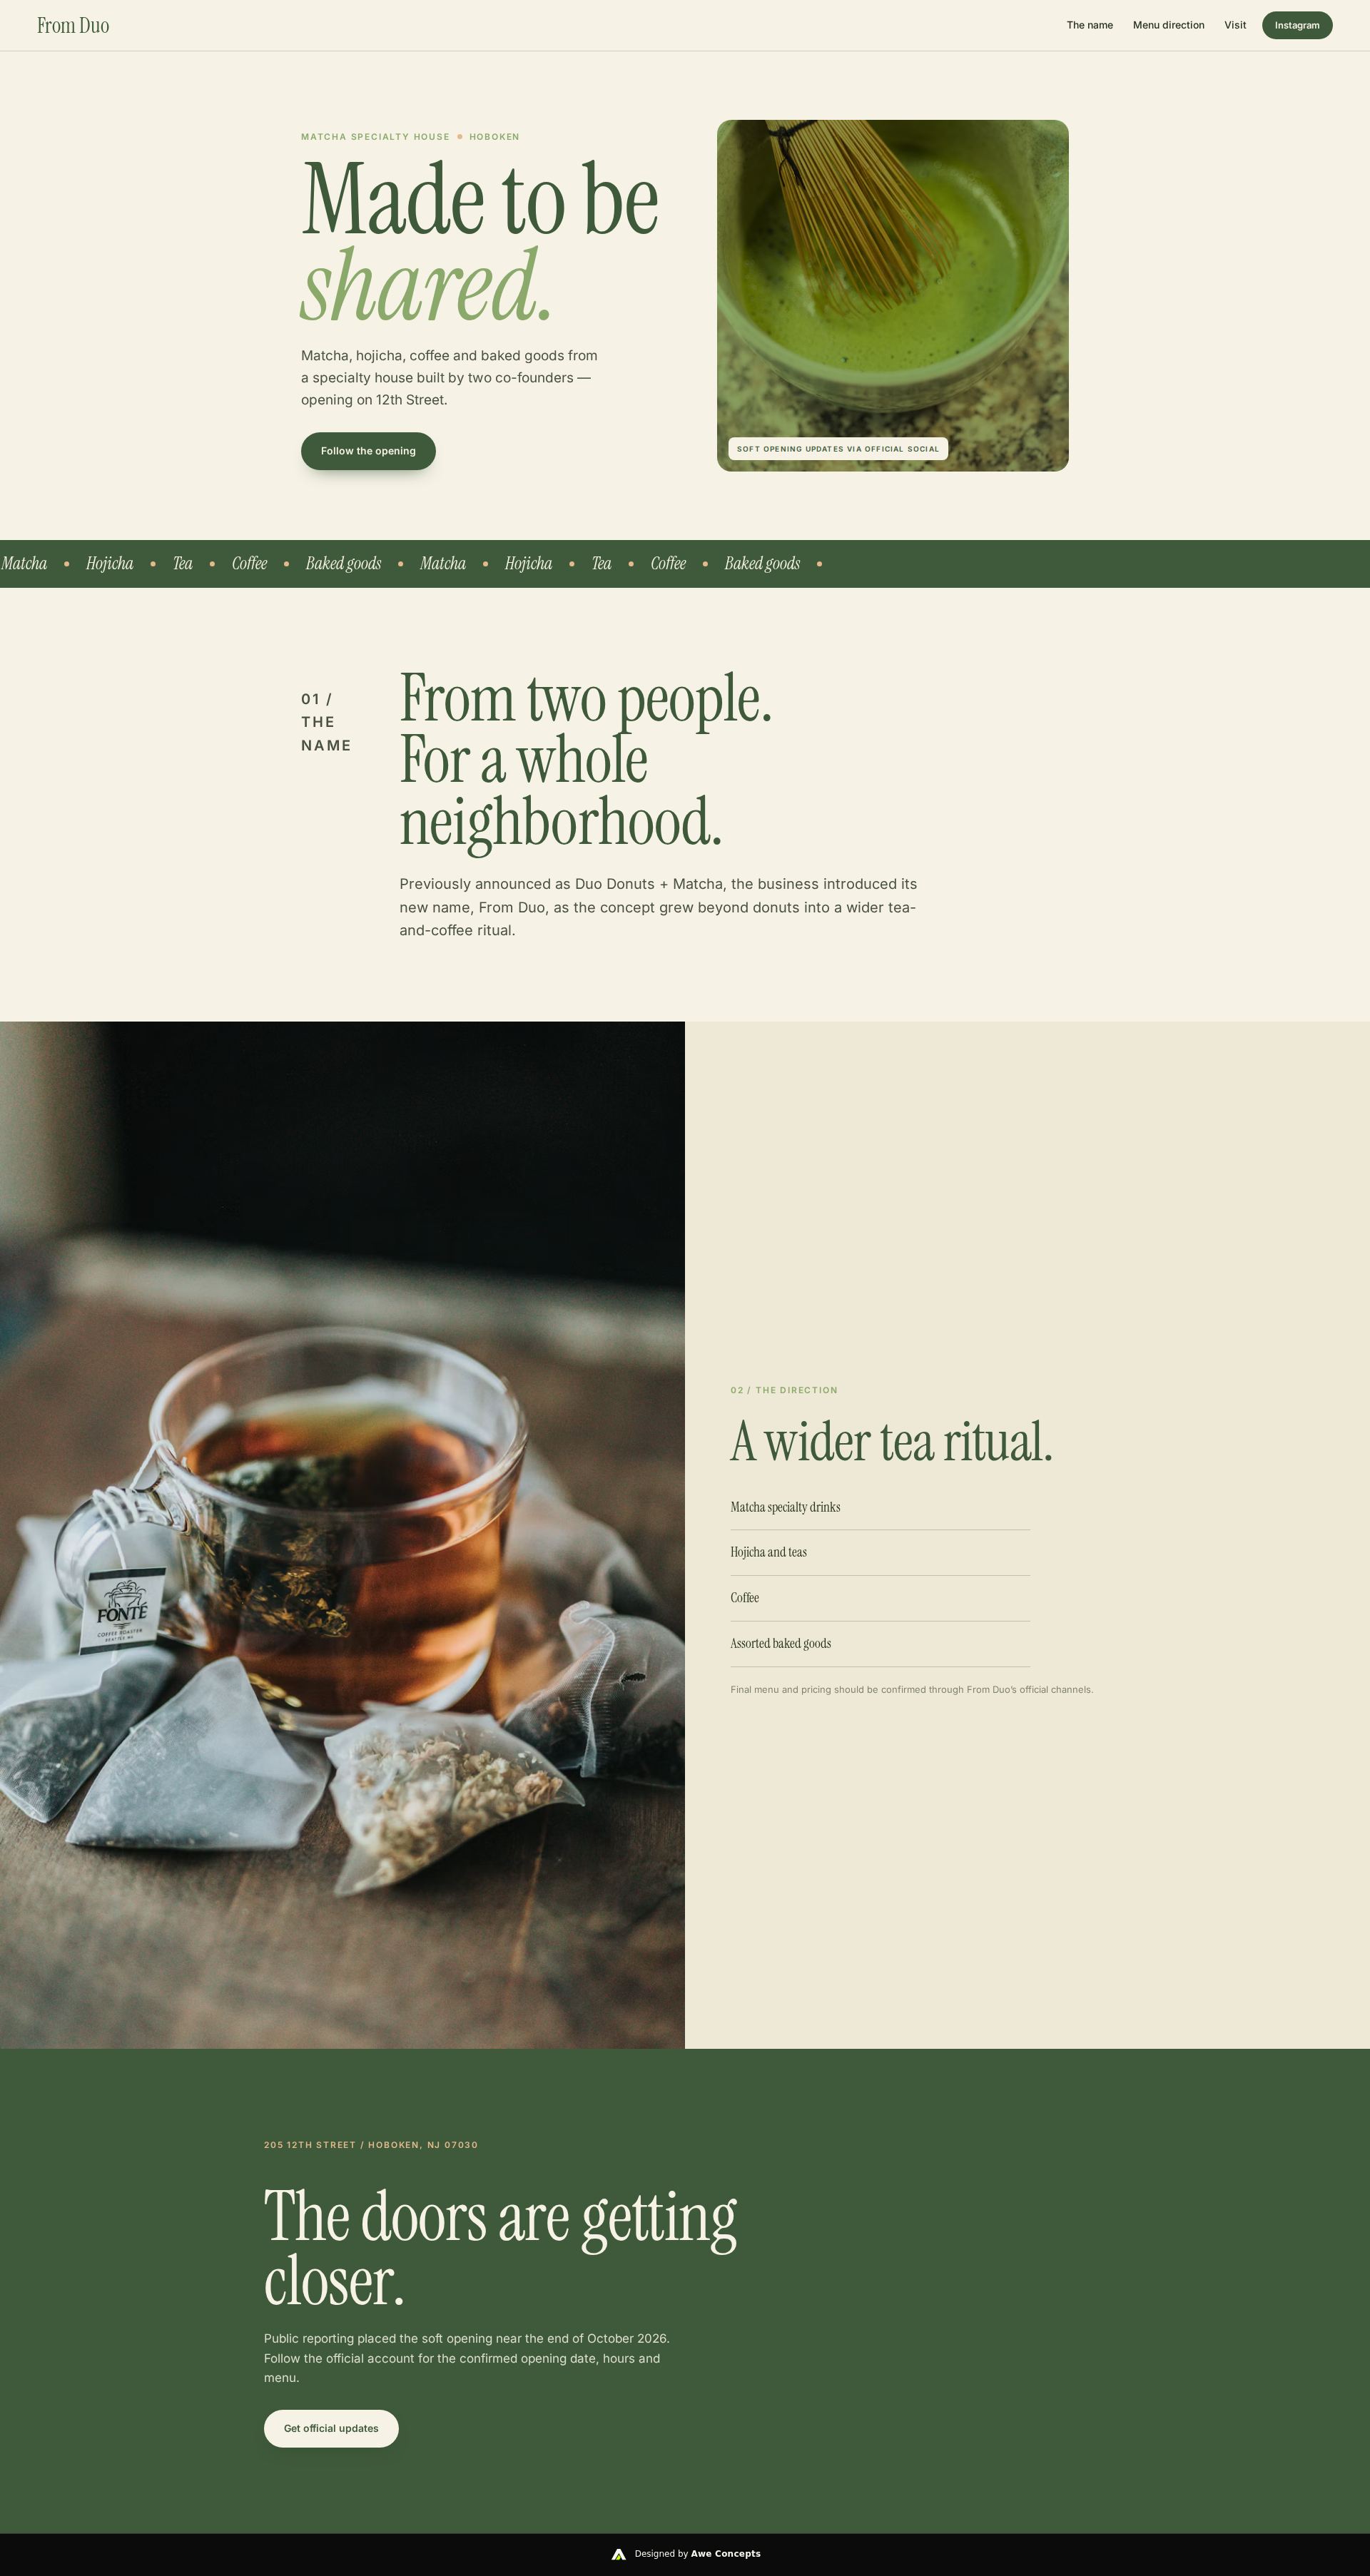 From Duo
The name
Menu direction
Visit
Instagram
MATCHA SPECIALTY HOUSE • HOBOKEN
Made to be
shared.
Matcha, hojicha, coffee and baked goods from
a specialty house built by two co-founders —
opening on 12th Street.
Follow the opening
SOFT OPENING UPDATES VIA OFFICIAL SOCIAL
Matcha • Hojicha • Tea • Coffee • Baked goods • Matcha • Hojicha • Tea • Coffee • Baked goods •
01 /
THE
NAME
From two people.
For a whole
neighborhood.
Previously announced as Duo Donuts + Matcha, the business introduced its
new name, From Duo, as the concept grew beyond donuts into a wider tea-
and-coffee ritual.
FONTÉ
COFFEE ROASTER
SEATTLE WA
02 / THE DIRECTION
A wider tea ritual.
Matcha specialty drinks
Hojicha and teas
Coffee
Assorted baked goods
Final menu and pricing should be confirmed through From Duo's official channels.
205 12TH STREET / HOBOKEN, NJ 07030
The doors are getting
closer.
Public reporting placed the soft opening near the end of October 2026.
Follow the official account for the confirmed opening date, hours and
menu.
Get official updates
Designed by Awe Concepts